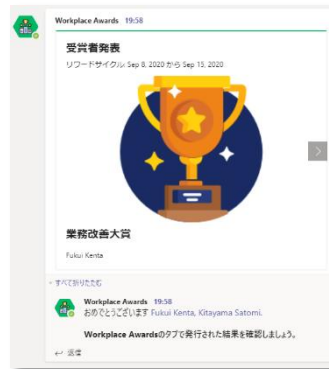 Workplace Awards 19:58
受賞者発表
リワードサイクル: Sep 8, 2020 から Sep 15, 2020
業務改善大賞
Fukui Kenta
すべて折りたたむ
Workplace Awards 19:58
おめでとうございます Fukui Kenta, Kitayama Satomi.
Workplace Awardsのタブで発行された結果を確認しましょう。
返信